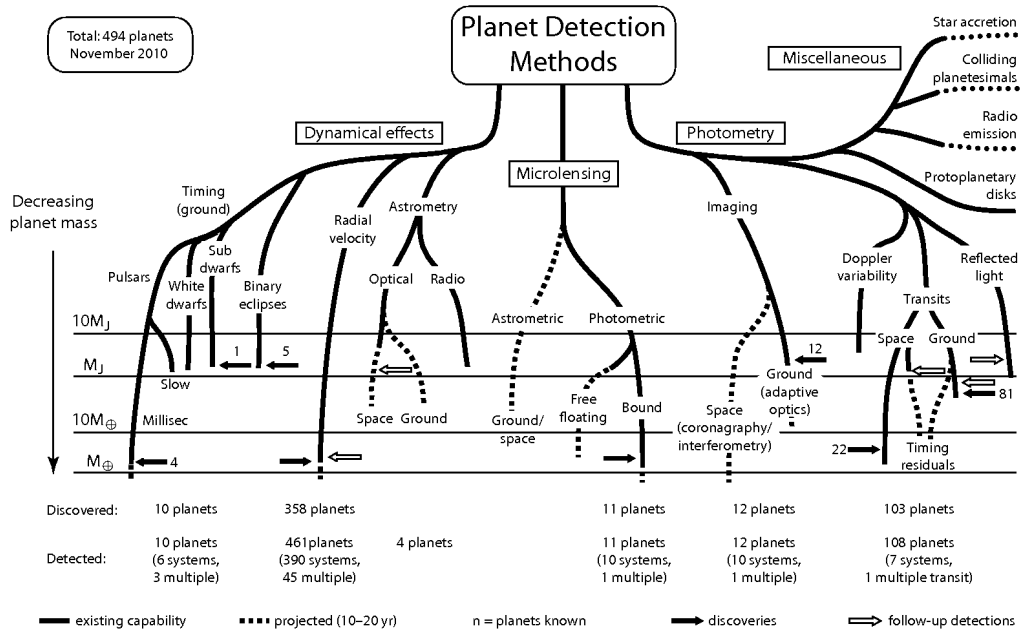 Total: 494 planets
November 2010
Planet Detection
Methods
Miscellaneous
Star accretion
Colliding
planetesimals
Radio
emission
Protoplanetary
disks
Dynamical effects
Microlensing
Photometry
Decreasing
planet mass
Timing
(ground)
Radial
velocity
Astrometry
Imaging
Pulsars
White
dwarfs
Sub
dwarfs
Binary
eclipses
Optical
Radio
Astrometric
Photometric
Doppler
variability
Transits
Reflected
light
Space
Ground
10MJ
MJ
10M⊕
M⊕
1
5
12
81
22
4
Slow
Millisec
Space
Ground
Ground/
space
Free
floating
Bound
Space
(coronagraphy/
interferometry)
Ground
(adaptive
optics)
Timing
residuals
Discovered:
10 planets
358 planets
11 planets
12 planets
103 planets
Detected:
10 planets
(6 systems,
3 multiple)
461planets
(390 systems,
45 multiple)
4 planets
11 planets
(10 systems,
1 multiple)
12 planets
(10 systems,
1 multiple)
108 planets
(7 systems,
1 multiple transit)
existing capability
projected (10–20 yr)
n = planets known
discoveries
follow-up detections